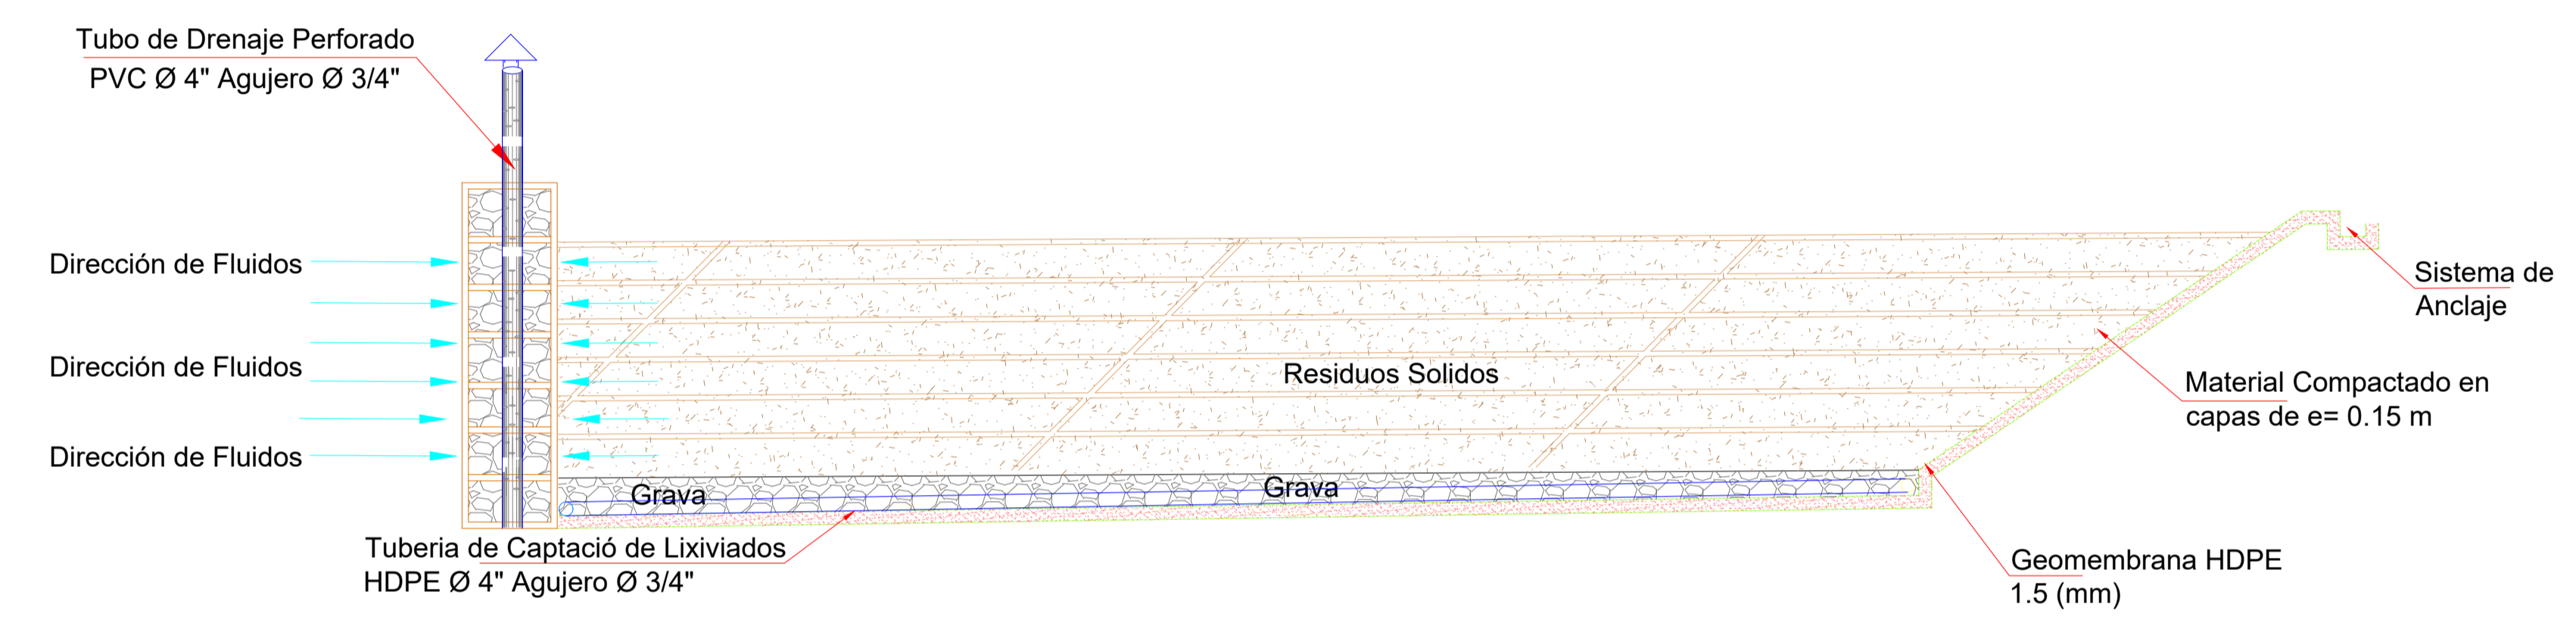 Tubo de Drenaje Perforado
PVC Ø 4" Agujero Ø 3/4"
Dirección de Fluidos
Dirección de Fluidos
Dirección de Fluidos
Residuos Solidos
Grava
Grava
Tuberia de Captació de Lixiviados
HDPE Ø 4" Agujero Ø 3/4"
Sistema de
Anclaje
Material Compactado en
capas de e= 0.15 m
Geomembrana HDPE
1.5 (mm)